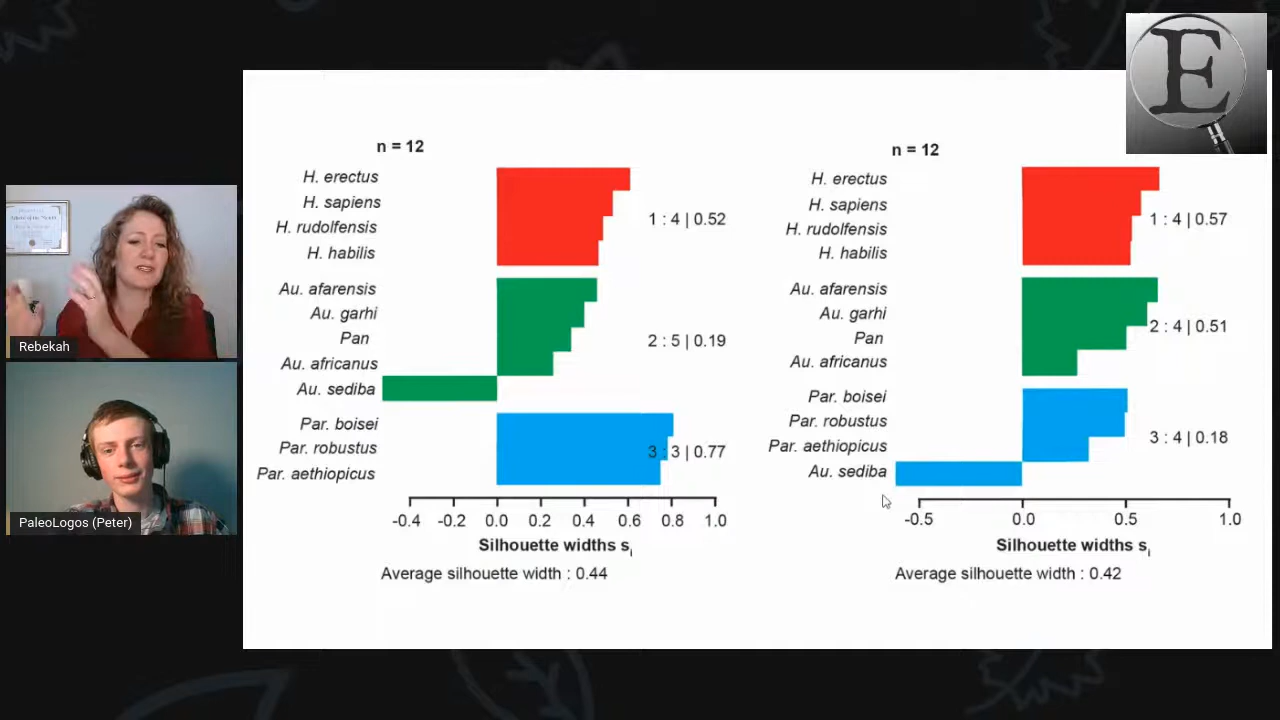 E
n = 12
H. erectus
H. sapiens
H. rudolfensis
H. habilis
1 : 4 | 0.52
Au. afarensis
Au. garhi
Pan
Au. africanus
Au. sediba
2 : 5 | 0.19
Par. boisei
Par. robustus
Par. aethiopicus
3 : 3 | 0.77
-0.4 -0.2 0.0 0.2 0.4 0.6 0.8 1.0
Silhouette widths si
Average silhouette width : 0.44
n = 12
H. erectus
H. sapiens
H. rudolfensis
H. habilis
1 : 4 | 0.57
Au. afarensis
Au. garhi
Pan
Au. africanus
2 : 4 | 0.51
Par. boisei
Par. robustus
Par. aethiopicus
Au. sediba
3 : 4 | 0.18
-0.5 0.0 0.5 1.0
Silhouette widths si
Average silhouette width : 0.42
Rebekah
PaleoLogos (Peter)